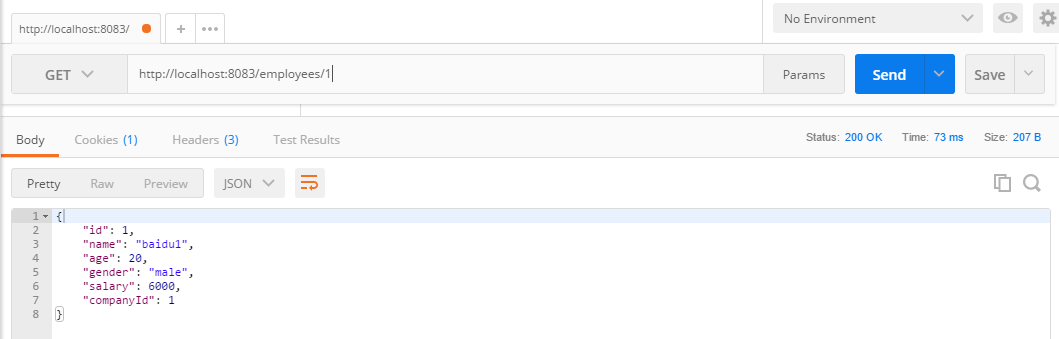 http://localhost:8083/ + ••• No Environment
GET http://localhost:8083/employees/1 Params Send Save
Body Cookies (1) Headers (3) Test Results Status: 200 OK Time: 73 ms Size: 207 B
Pretty Raw Preview JSON
1 {
2 "id": 1,
3 "name": "baidu1",
4 "age": 20,
5 "gender": "male",
6 "salary": 6000,
7 "companyId": 1
8 }